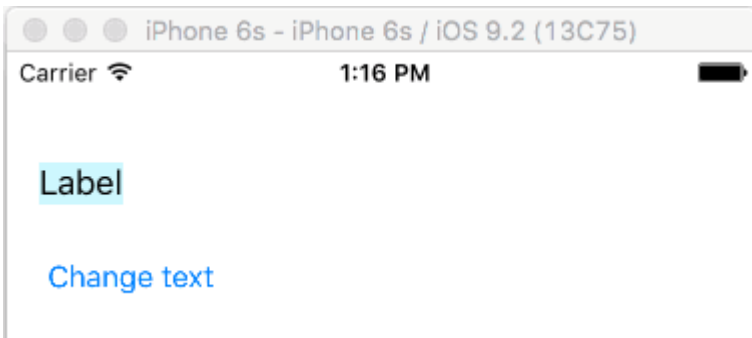 iPhone 6s - iPhone 6s / iOS 9.2 (13C75)
Carrier 1:16 PM
Label
Change text